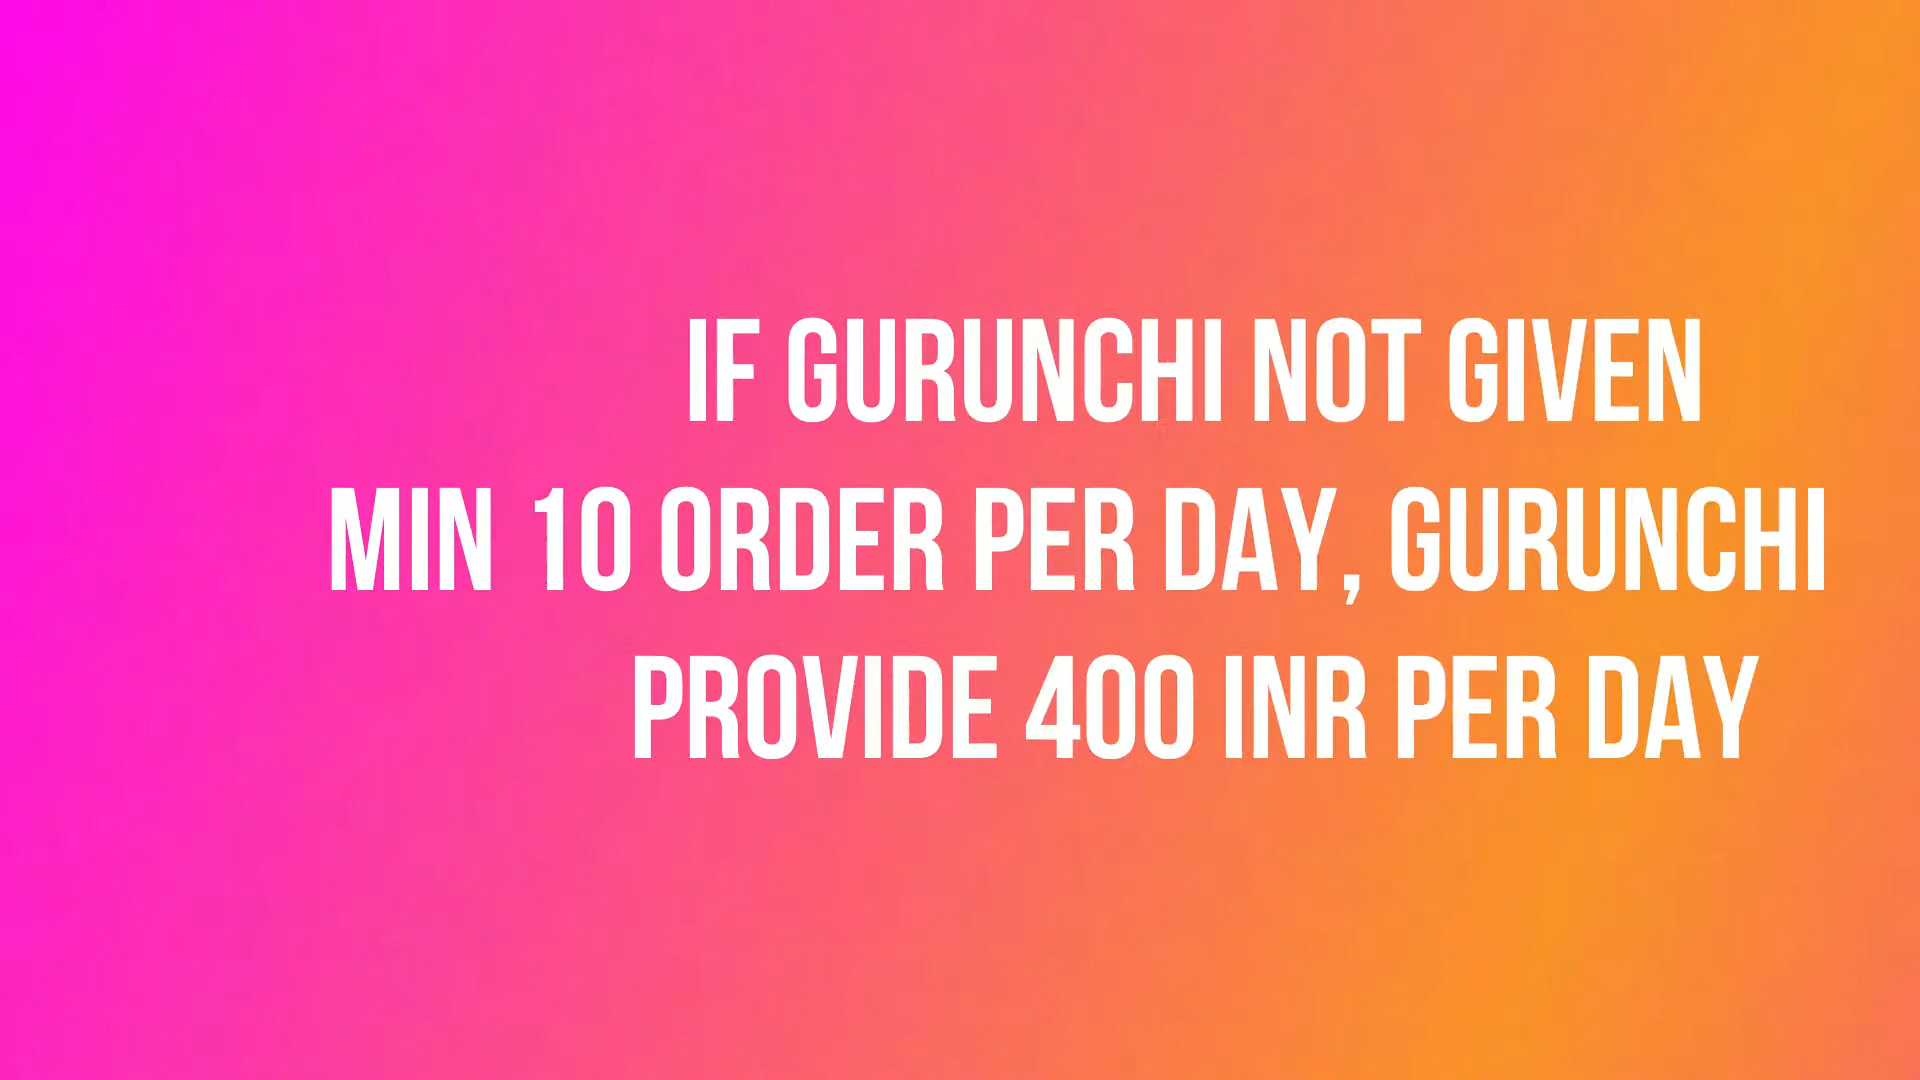 IF GURUNCHI NOT GIVEN
MIN 10 ORDER PER DAY, GURUNCHI
PROVIDE 400 INR PER DAY